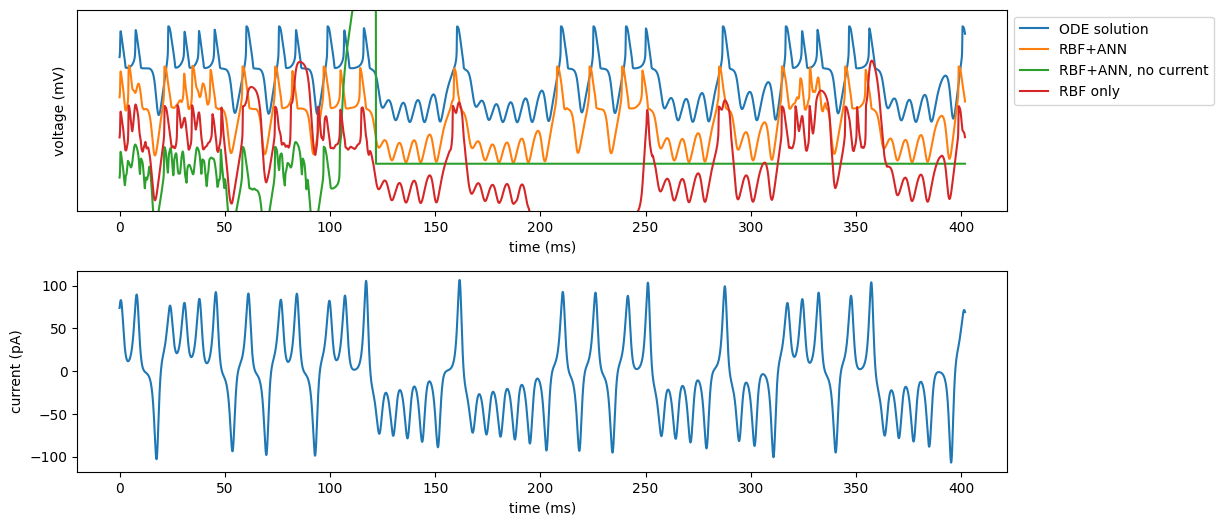 voltage (mV)
0 50 100 150 200 250 300 350 400
time (ms)
ODE solution
RBF+ANN
RBF+ANN, no current
RBF only
current (pA)
100
50
0
−50
−100
0 50 100 150 200 250 300 350 400
time (ms)